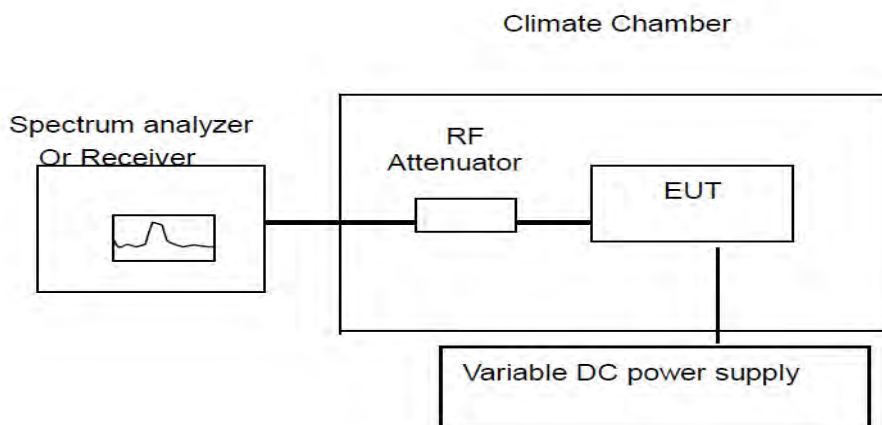 Climate Chamber
Spectrum analyzer
Or Receiver
RF
Attenuator
EUT
Variable DC power supply